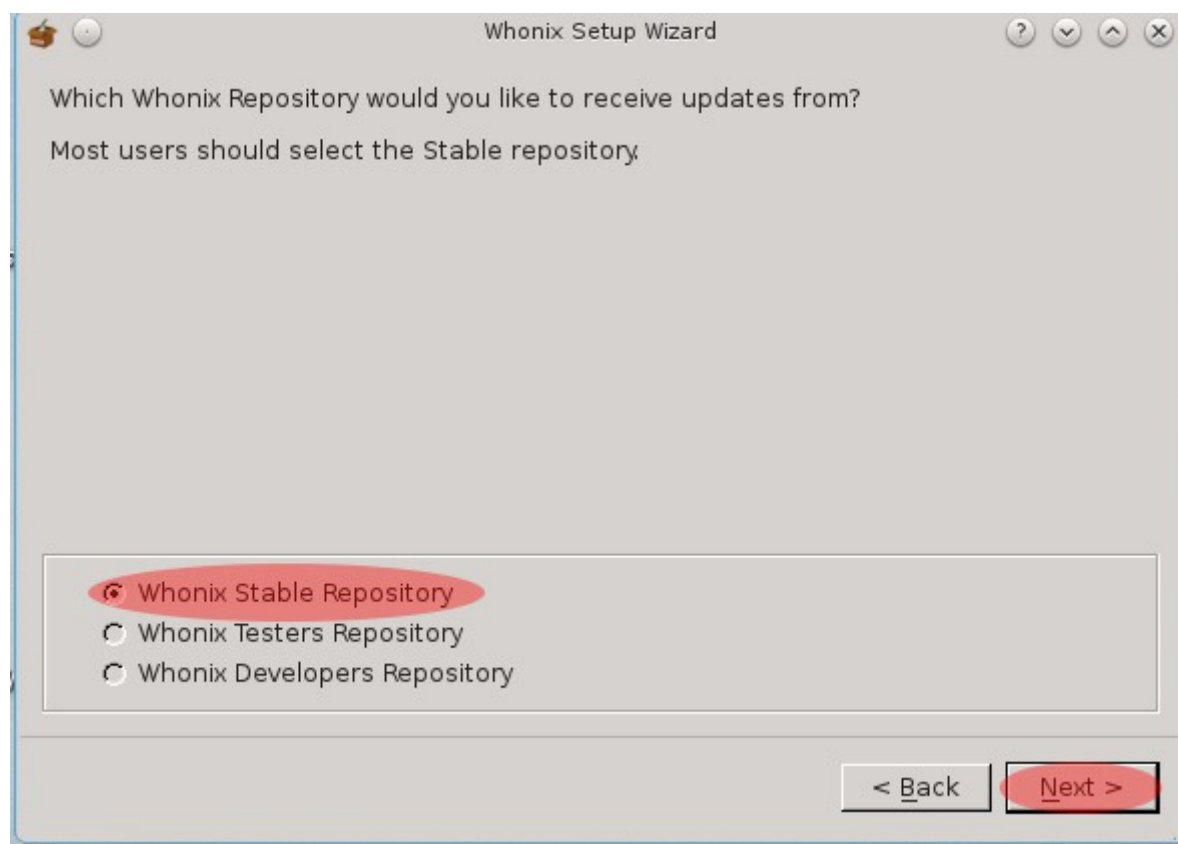 Whonix Setup Wizard
Which Whonix Repository would you like to receive updates from?
Most users should select the Stable repository.
Whonix Stable Repository
Whonix Testers Repository
Whonix Developers Repository
< Back
Next >